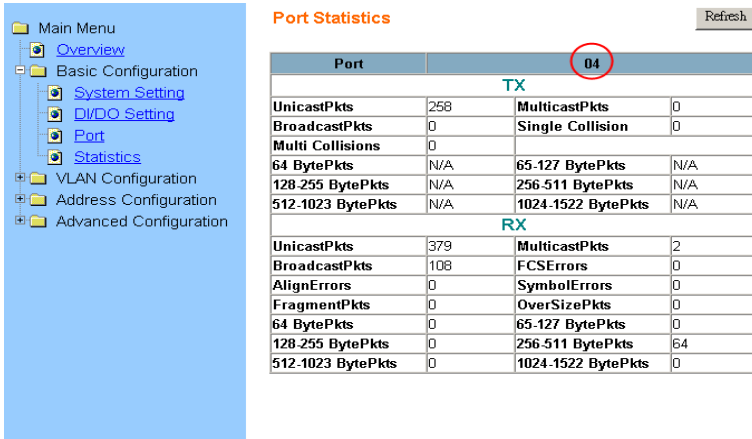 Main Menu
Overview
Basic Configuration
System Setting
DI/DO Setting
Port
Statistics
VLAN Configuration
Address Configuration
Advanced Configuration
Port Statistics
Refresh
Port 04
TX
UnicastPkts 258 MulticastPkts 0
BroadcastPkts 0 Single Collision 0
Multi Collisions 0
64 BytePkts N/A 65-127 BytePkts N/A
128-255 BytePkts N/A 256-511 BytePkts N/A
512-1023 BytePkts N/A 1024-1522 BytePkts N/A
RX
UnicastPkts 379 MulticastPkts 2
BroadcastPkts 108 FCSErrors 0
AlignErrors 0 SymbolErrors 0
FragmentPkts 0 OverSizePkts 0
64 BytePkts 0 65-127 BytePkts 0
128-255 BytePkts 0 256-511 BytePkts 64
512-1023 BytePkts 0 1024-1522 BytePkts 0